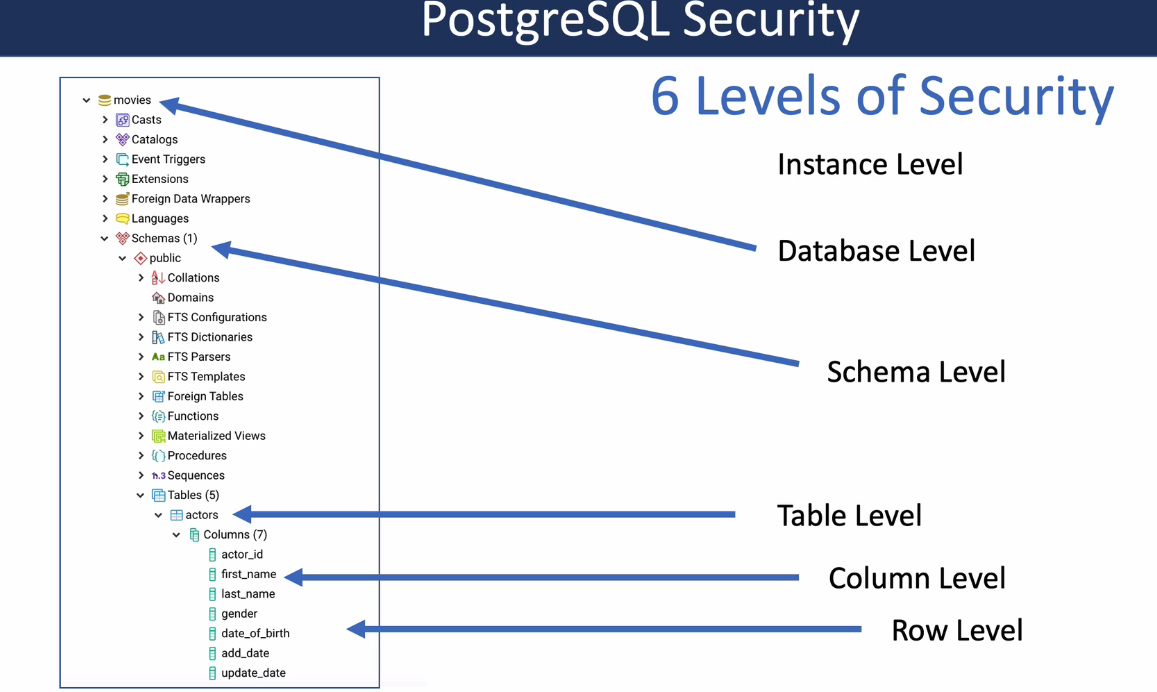 PostgreSQL Security
6 Levels of Security
movies
Casts
Catalogs
Event Triggers
Extensions
Foreign Data Wrappers
Languages
Schemas (1)
public
Collations
Domains
FTS Configurations
FTS Dictionaries
Aa FTS Parsers
FTS Templates
Foreign Tables
Functions
Materialized Views
Procedures
1..3 Sequences
Tables (5)
actors
Columns (7)
actor_id
first_name
last_name
gender
date_of_birth
add_date
update_date
Instance Level
Database Level
Schema Level
Table Level
Column Level
Row Level